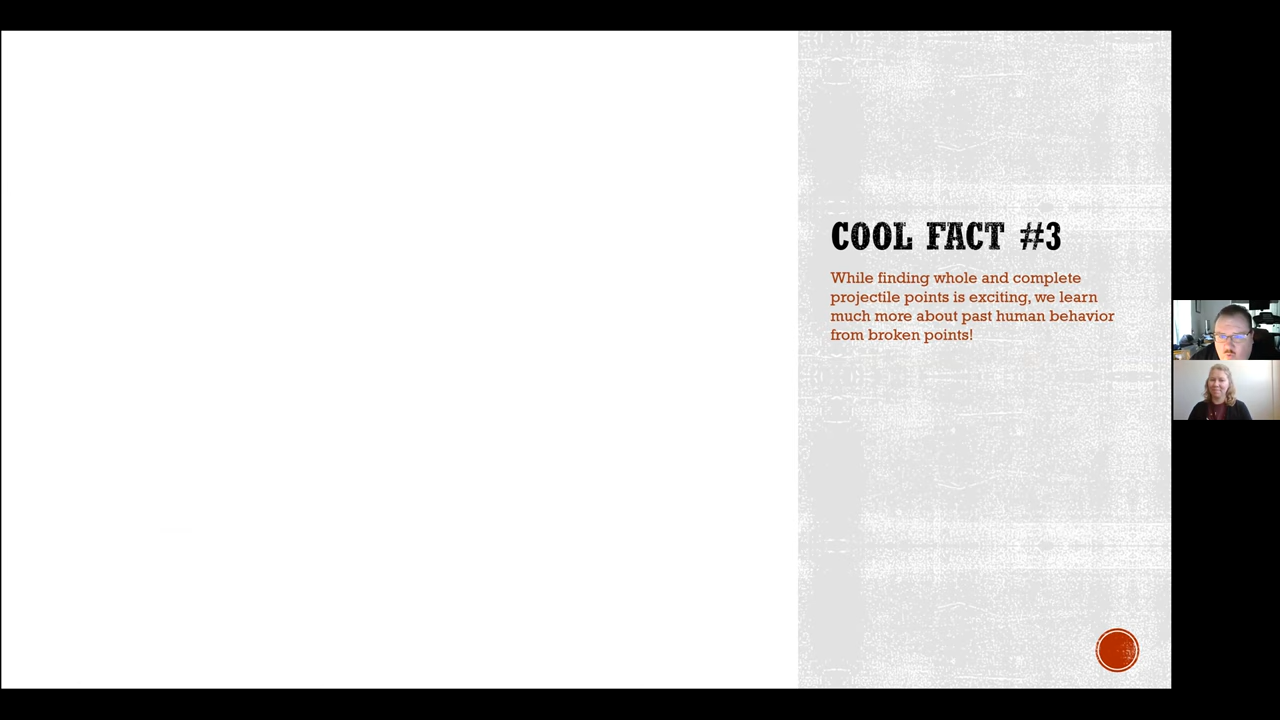 COOL FACT #3
While finding whole and complete
projectile points is exciting, we learn
much more about past human behavior
from broken points!